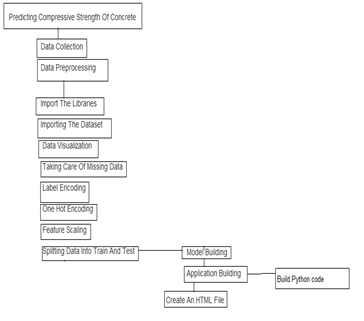 Predicting Compressive Strength Of Concrete
Data Collection
Data Preprocessing
Import The Libraries
Importing The Dataset
Data Visualization
Taking Care Of Missing Data
Label Encoding
One Hot Encoding
Feature Scaling
Splitting Data Into Train And Test
Model Building
Application Building
Build Python code
Create An HTML File